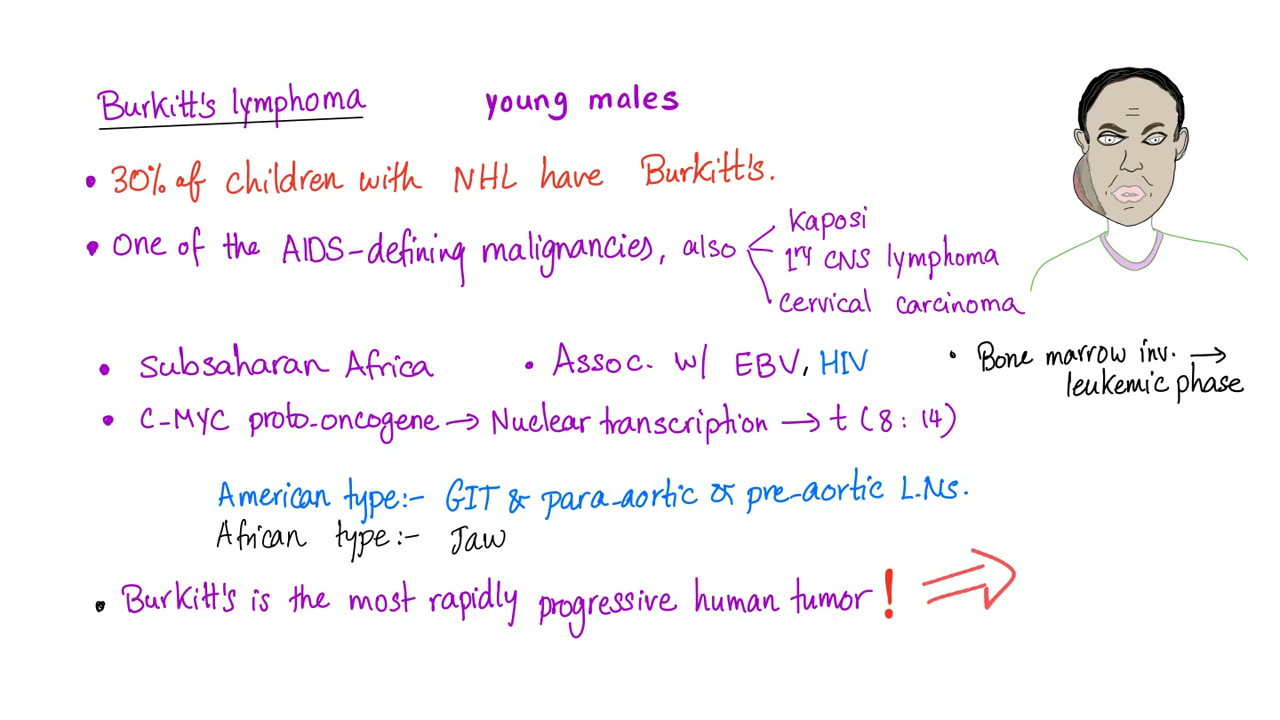 Burkitt's lymphoma young males
• 30% of children with NHL have Burkitt's.
• One of the AIDS-defining malignancies, also
Kaposi
1ry CNS lymphoma
Cervical carcinoma
• Subsaharan Africa • Assoc. w/ EBV, HIV
• Bone marrow inv. →
leukemic phase
• C-MYC proto-oncogene → Nuclear transcription → t (8:14)
American type:- GIT & para-aortic or pre-aortic L.Ns.
African type:- Jaw
• Burkitt's is the most rapidly progressive human tumor!